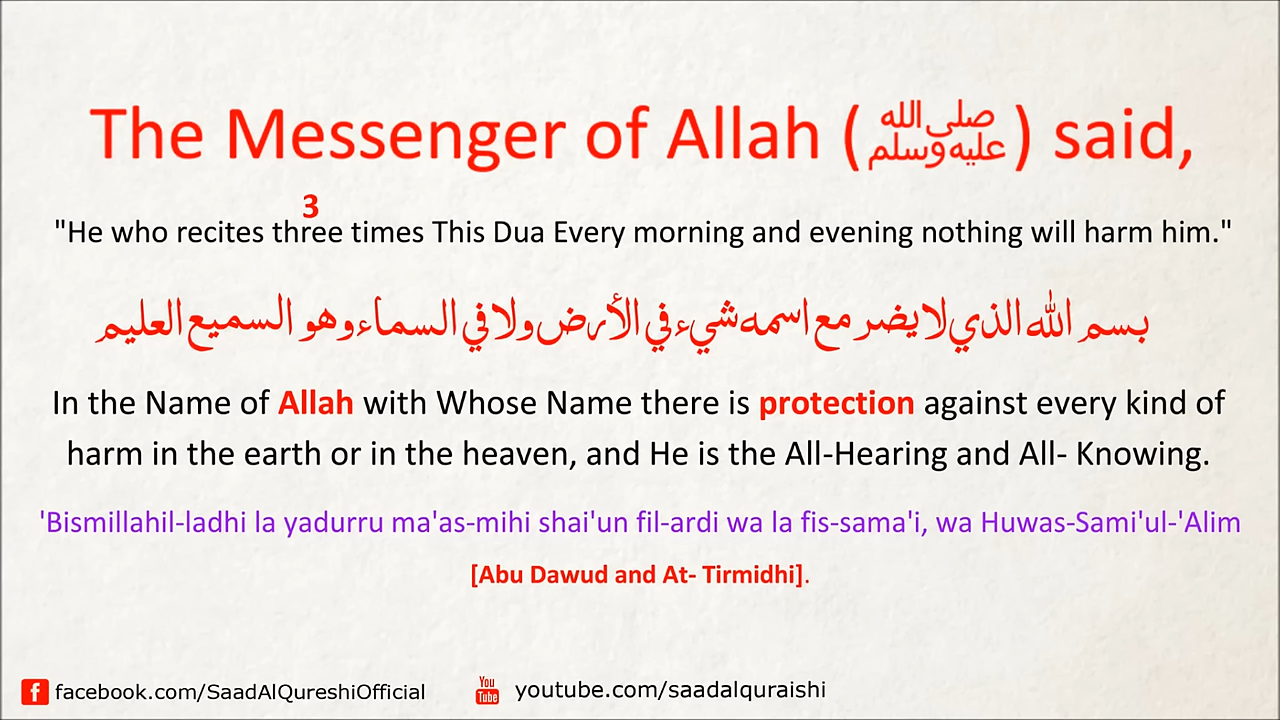 The Messenger of Allah (صلى الله عليه وسلم) said,
3
"He who recites three times This Dua Every morning and evening nothing will harm him."
بسم الله الذي لا يضر مع اسمه شيء في الأرض ولا في السماء وهو السميع العليم
In the Name of Allah with Whose Name there is protection against every kind of
harm in the earth or in the heaven, and He is the All-Hearing and All- Knowing.
'Bismillahil-ladhi la yadurru ma'as-mihi shai'un fil-ardi wa la fis-sama'i, wa Huwas-Sami'ul-'Alim
[Abu Dawud and At- Tirmidhi].
f facebook.com/SaadAlQureshiOfficial You Tube youtube.com/saadalquraishi